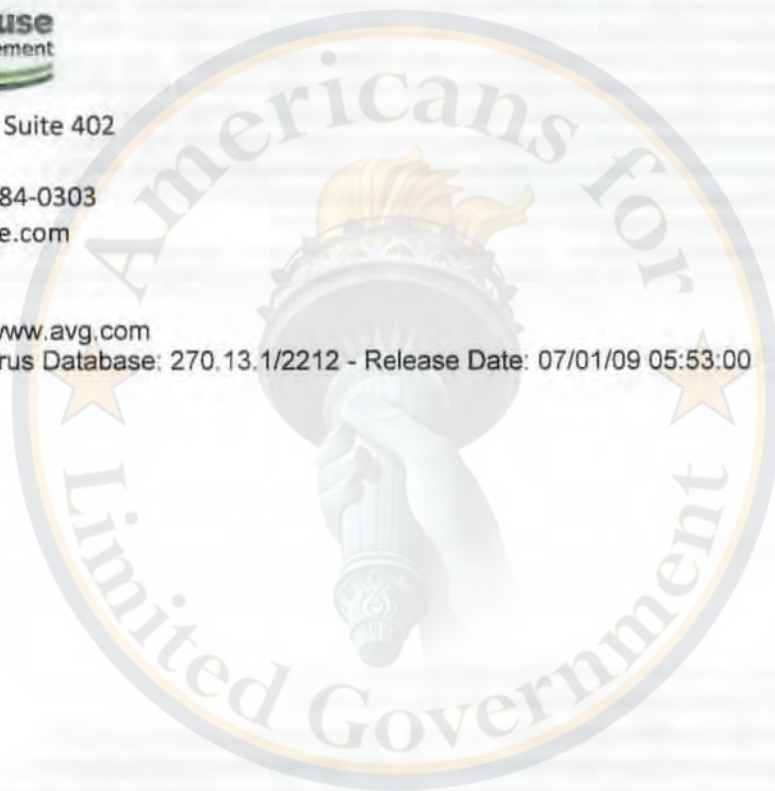 use
ement
Suite 402
84-0303
e.com
www.avg.com
rus Database: 270.13.1/2212 - Release Date: 07/01/09 05:53:00
Americans for
Limited Government